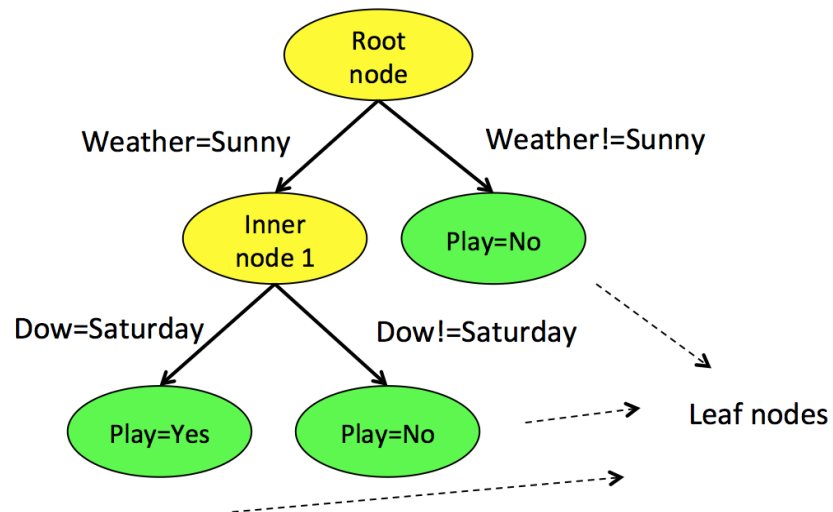 Root
node
Weather=Sunny
Weather!=Sunny
Inner
node 1
Play=No
Dow=Saturday
Dow!=Saturday
Play=Yes
Play=No
Leaf nodes